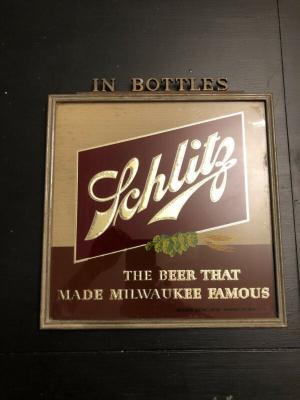 IN BOTTLES
Schlitz
THE BEER THAT
MADE MILWAUKEE FAMOUS